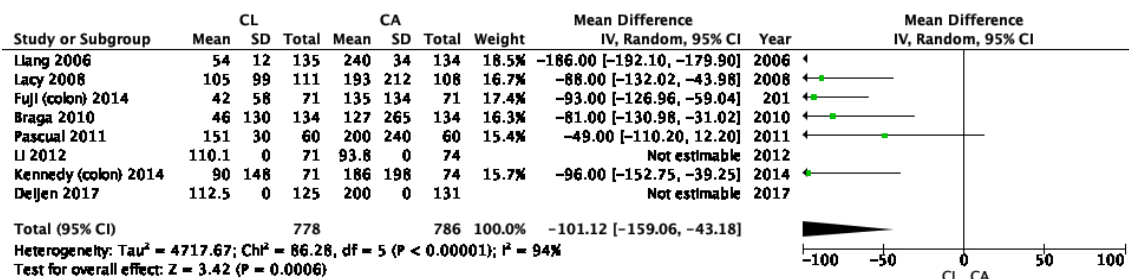 CL CA Mean Difference Mean Difference
Study or Subgroup Mean SD Total Mean SD Total Weight IV, Random, 95% CI Year IV, Random, 95% CI
Liang 2006 54 12 135 240 34 134 18.5% −186.00 [−192.10, −179.90] 2006
Lacy 2008 105 99 111 193 212 108 16.7% −88.00 [−132.02, −43.98] 2008
Fuji (colon) 2014 42 58 71 135 134 71 17.4% −93.00 [−126.96, −59.04] 201
Braga 2010 46 130 134 127 265 134 16.3% −81.00 [−130.98, −31.02] 2010
Pascual 2011 151 30 60 200 240 60 15.4% −49.00 [−110.20, 12.20] 2011
Li 2012 110.1 0 71 93.8 0 74 Not estimable 2012
Kennedy (colon) 2014 90 148 71 186 198 74 15.7% −96.00 [−152.75, −39.25] 2014
Deijen 2017 112.5 0 125 200 0 131 Not estimable 2017
Total (95% CI) 778 786 100.0% −101.12 [−159.06, −43.18]
Heterogeneity: Tau² = 4717.67; Chi² = 86.28, df = 5 (P < 0.00001); I² = 94%
Test for overall effect: Z = 3.42 (P = 0.0006)
−100 −50 0 50 100
CL CA